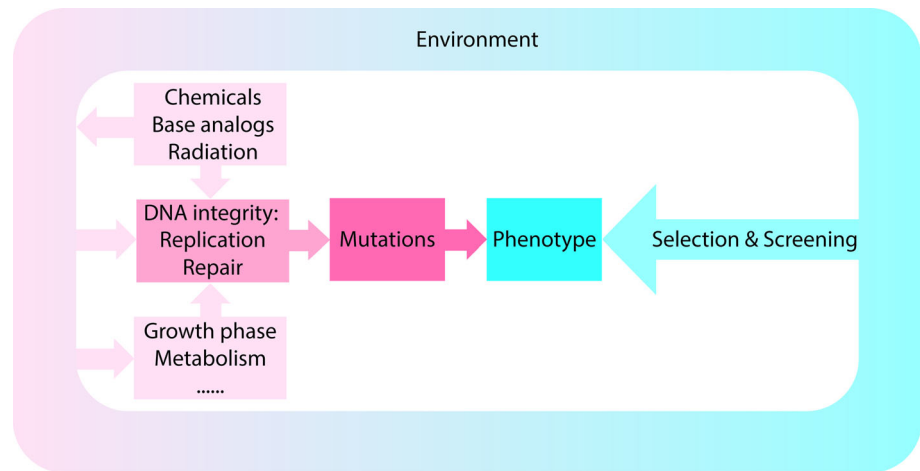 Environment
Chemicals
Base analogs
Radiation
DNA integrity:
Replication
Repair
Mutations
Phenotype
Selection & Screening
Growth phase
Metabolism
......